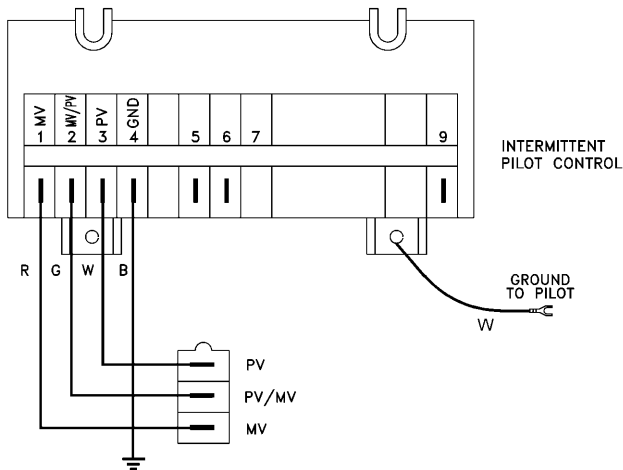 MV MV/PV PV GND
1 2 3 4 5 6 7 9
INTERMITTENT
PILOT CONTROL
R G W B
GROUND
TO PILOT
W
PV
PV/MV
MV